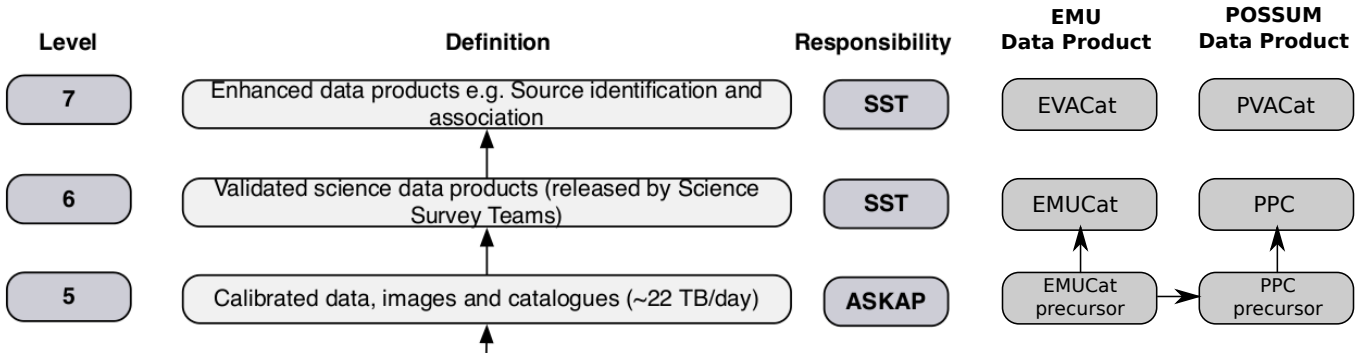 Level
Definition
Responsibility
EMU
Data Product
POSSUM
Data Product
7
Enhanced data products e.g. Source identification and
association
SST
EVACat
PVACat
6
Validated science data products (released by Science
Survey Teams)
SST
EMUCat
PPC
5
Calibrated data, images and catalogues (~22 TB/day)
ASKAP
EMUCat
precursor
PPC
precursor